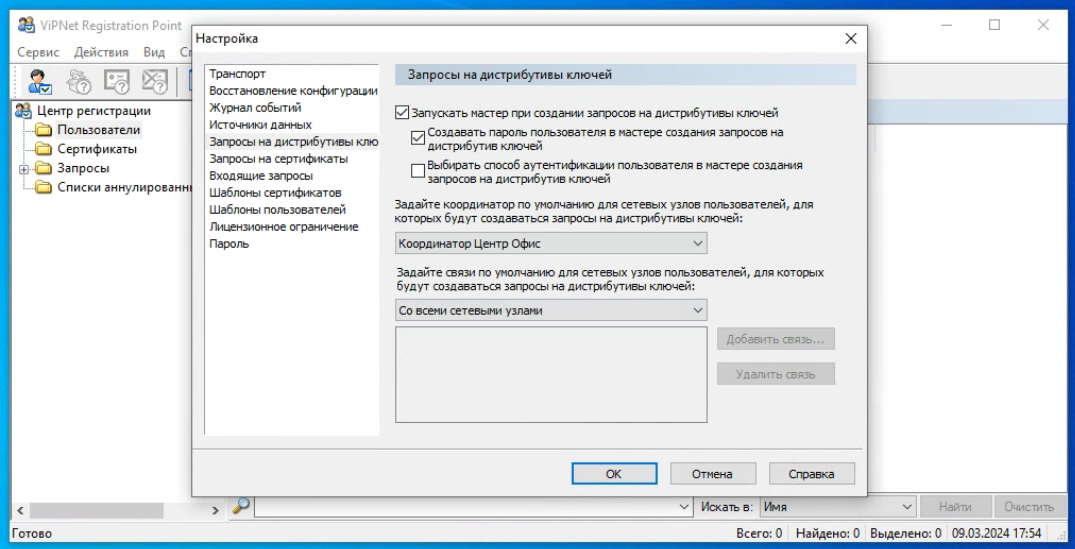 ViPNet Registration Point
Сервис Действия Вид
Центр регистрации
Пользователи
Сертификаты
Запросы
Списки аннулированн
Настройка
Транспорт
Восстановление конфигурации
Журнал событий
Источники данных
Запросы на дистрибутивы клю
Запросы на сертификаты
Входящие запросы
Шаблоны сертификатов
Шаблоны пользователей
Лицензионное ограничение
Пароль
Запросы на дистрибутивы ключей
Запускать мастер при создании запросов на дистрибутивы ключей
Создавать пароль пользователя в мастере создания запросов на
дистрибутив ключей
Выбирать способ аутентификации пользователя в мастере создания
запросов на дистрибутив ключей
Задайте координатор по умолчанию для сетевых узлов пользователей, для
которых будут создаваться запросы на дистрибутивы ключей:
Координатор Центр Офис
Задайте связи по умолчанию для сетевых узлов пользователей, для которых
будут создаваться запросы на дистрибутивы ключей:
Со всеми сетевыми узлами
Добавить связь...
Удалить связь
ОК Отмена Справка
Искать в: Имя Найти Очистить
Готово Всего: 0 Найдено: 0 Выделено: 0 09.03.2024 17:54